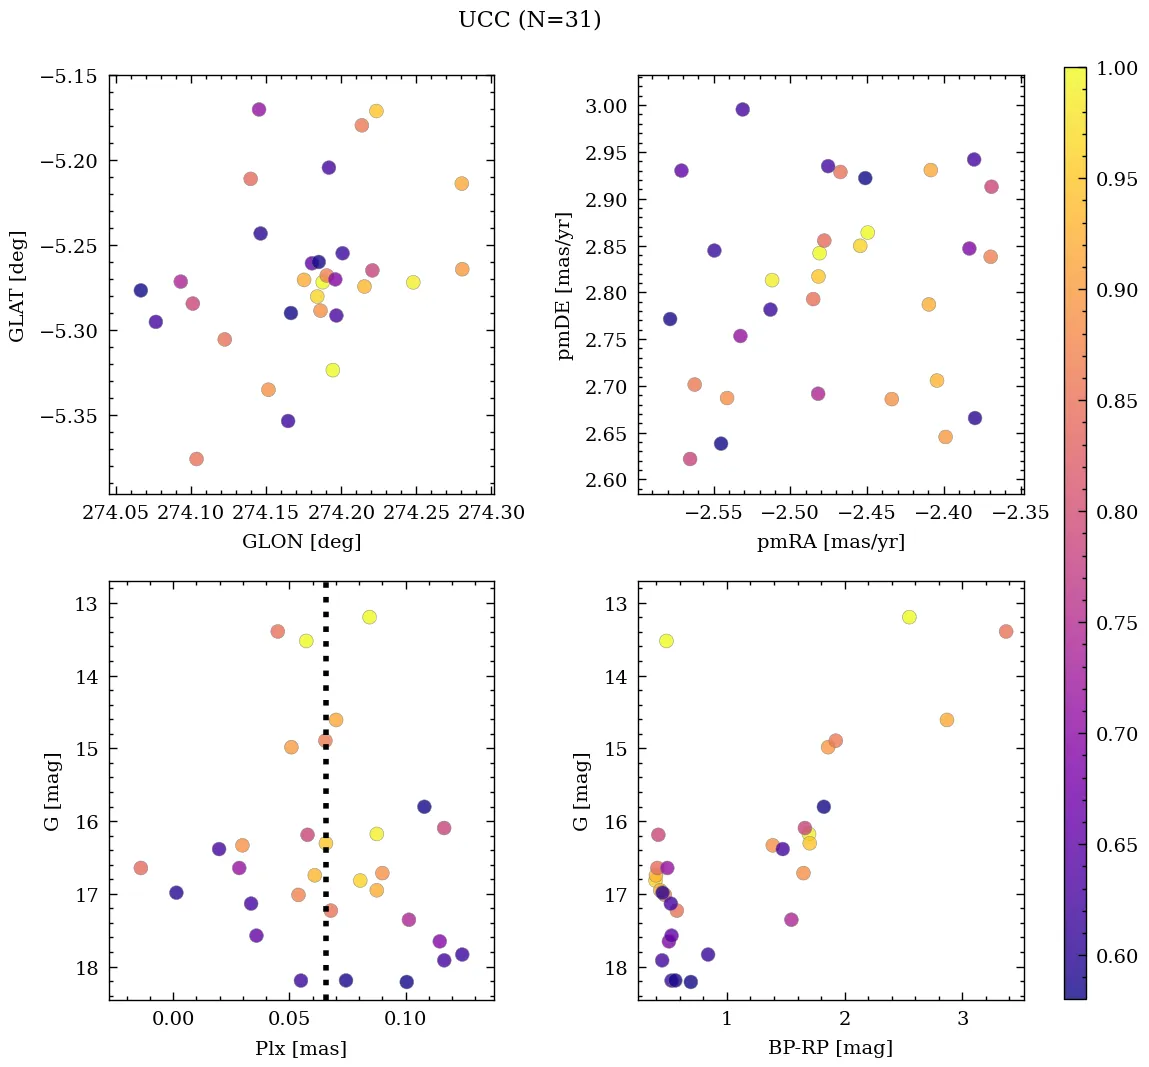 UCC (N=31)
−5.15
−5.20
−5.25
−5.30
−5.35
GLAT [deg]
274.05 274.10 274.15 274.20 274.25 274.30
GLON [deg]
3.00
2.95
2.90
2.85
2.80
2.75
2.70
2.65
2.60
pmDE [mas/yr]
−2.55 −2.50 −2.45 −2.40 −2.35
pmRA [mas/yr]
13
14
15
16
17
18
G [mag]
0.00 0.05 0.10
Plx [mas]
13
14
15
16
17
18
G [mag]
1 2 3
BP-RP [mag]
1.00
0.95
0.90
0.85
0.80
0.75
0.70
0.65
0.60